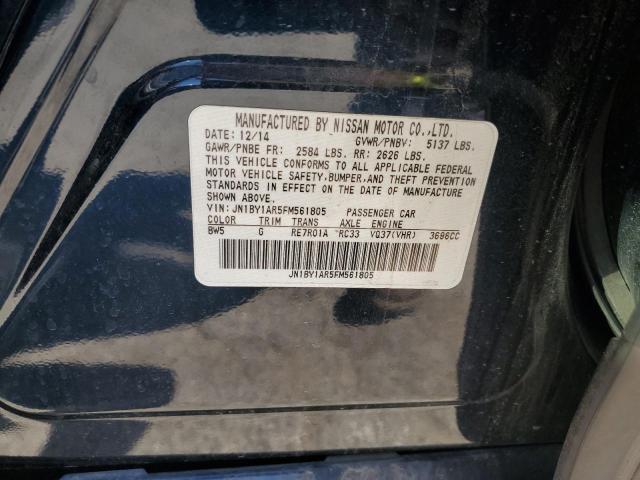 MANUFACTURED BY NISSAN MOTOR CO.,LTD.
DATE: 12/14 GVWR/PNBV: 5137 LBS.
GAWR/PNBE FR: 2584 LBS. RR: 2626 LBS.
THIS VEHICLE CONFORMS TO ALL APPLICABLE FEDERAL
MOTOR VEHICLE SAFETY,BUMPER,AND THEFT PREVENTION
STANDARDS IN EFFECT ON THE DATE OF MANUFACTURE
SHOWN ABOVE.
VIN: JN1BY1AR5FM561805 PASSENGER CAR
COLOR TRIM TRANS AXLE ENGINE
BW5 G RE7R01A RC33 VQ37(VHR) 3696CC
JN1BY1AR5FM561805